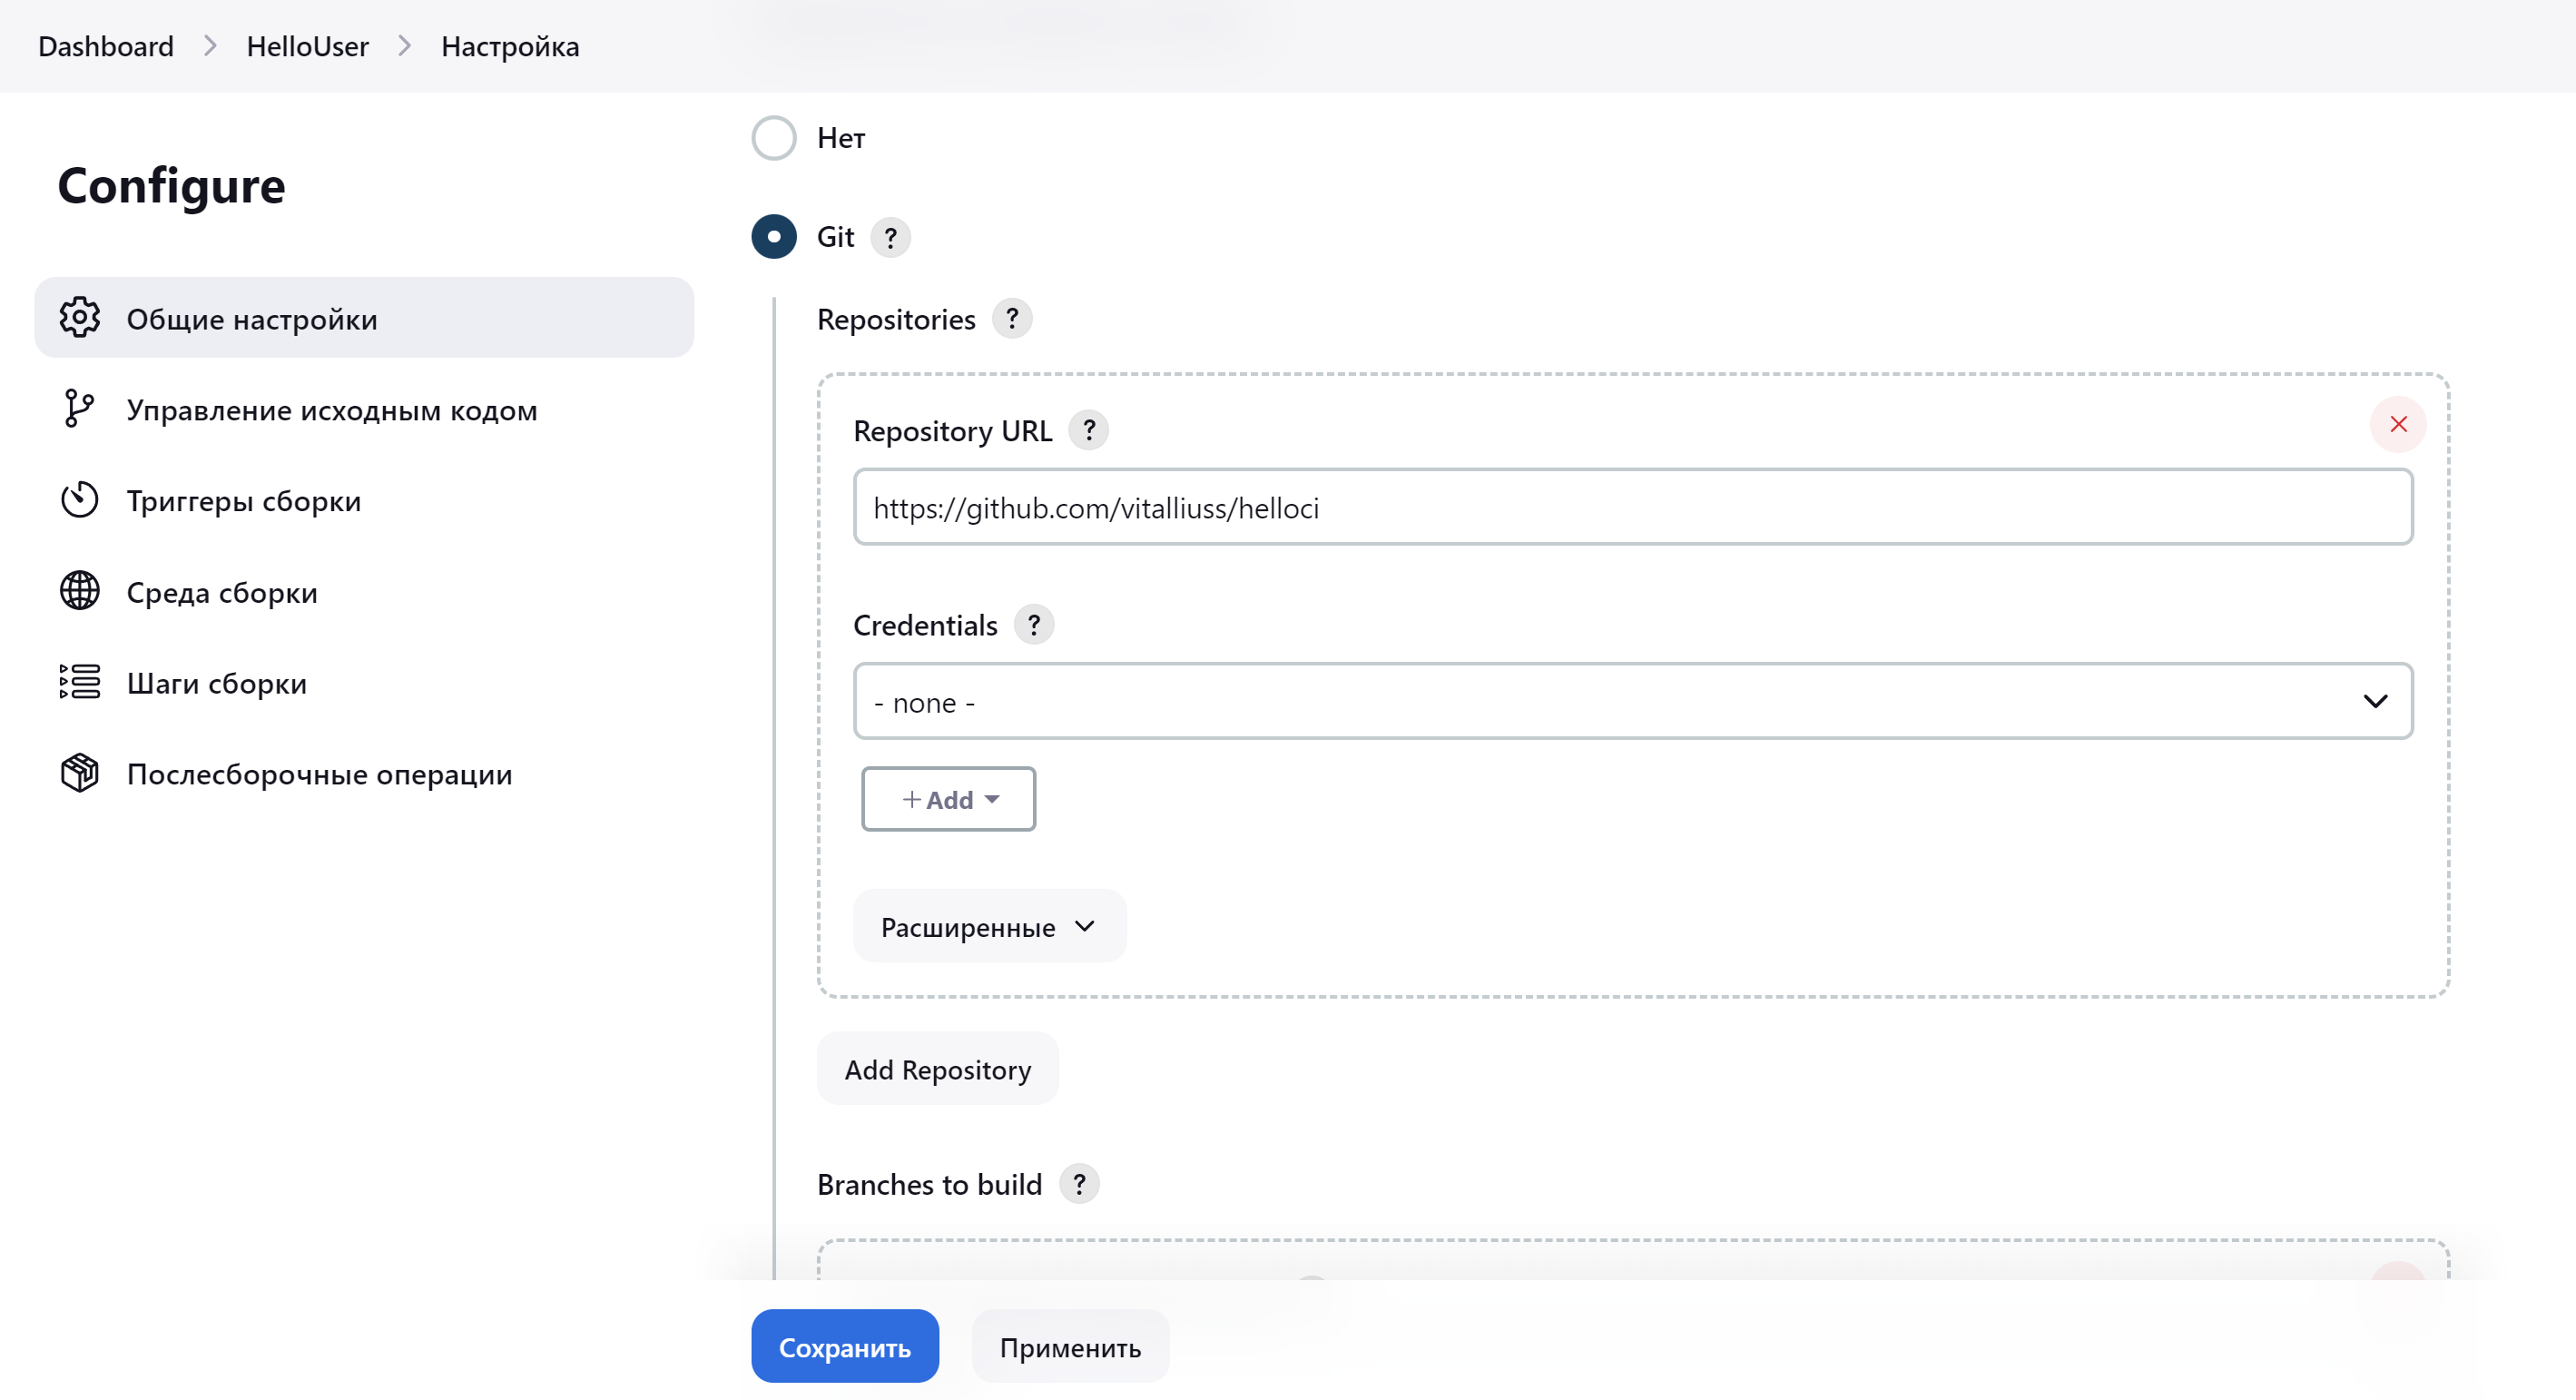 Dashboard > HelloUser > Настройка
Configure
Общие настройки
Управление исходным кодом
Триггеры сборки
Среда сборки
Шаги сборки
Послесборочные операции
Нет
Git ?
Repositories ?
Repository URL ?
https://github.com/vitalliuss/helloci
Credentials ?
- none -
+ Add
Расширенные
Add Repository
Branches to build ?
Сохранить
Применить